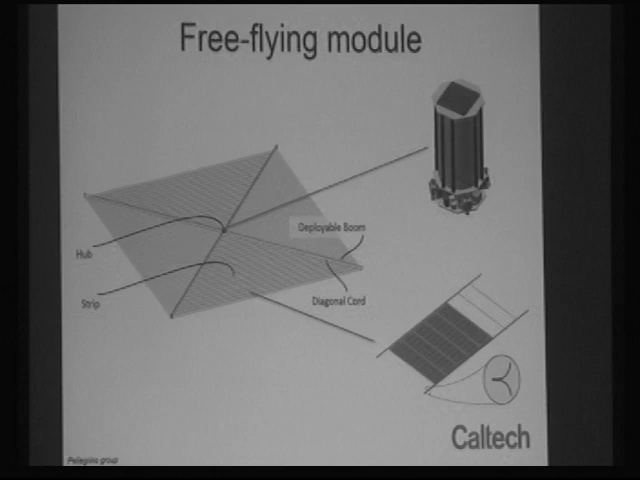 Free-flying module
Deployable Boom
Hub
Strip
Diagonal Cord
Caltech
Pellegrino group